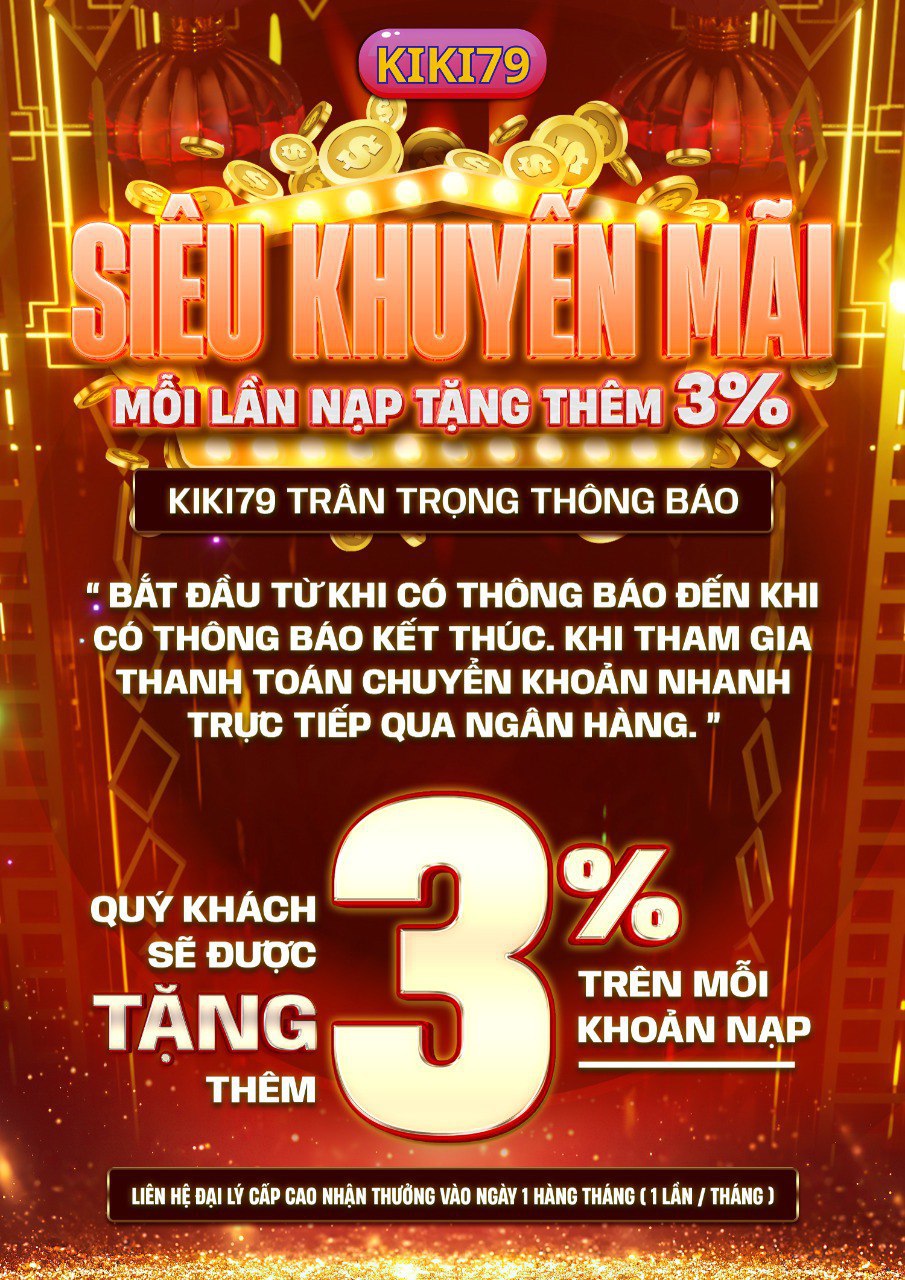 KIKI79
SIÊU KHUYẾN MÃI
MỖI LẦN NẠP TẶNG THÊM 3%
KIKI79 TRÂN TRỌNG THÔNG BÁO
“ BẮT ĐẦU TỪ KHI CÓ THÔNG BÁO ĐẾN KHI
CÓ THÔNG BÁO KẾT THÚC. KHI THAM GIA
THANH TOÁN CHUYỂN KHOẢN NHANH
TRỰC TIẾP QUA NGÂN HÀNG. ”
QUÝ KHÁCH
SẼ ĐƯỢC
TẶNG
THÊM
3%
TRÊN MỖI
KHOẢN NẠP
LIÊN HỆ ĐẠI LÝ CẤP CAO NHẬN THƯỞNG VÀO NGÀY 1 HÀNG THÁNG ( 1 LẦN / THÁNG )